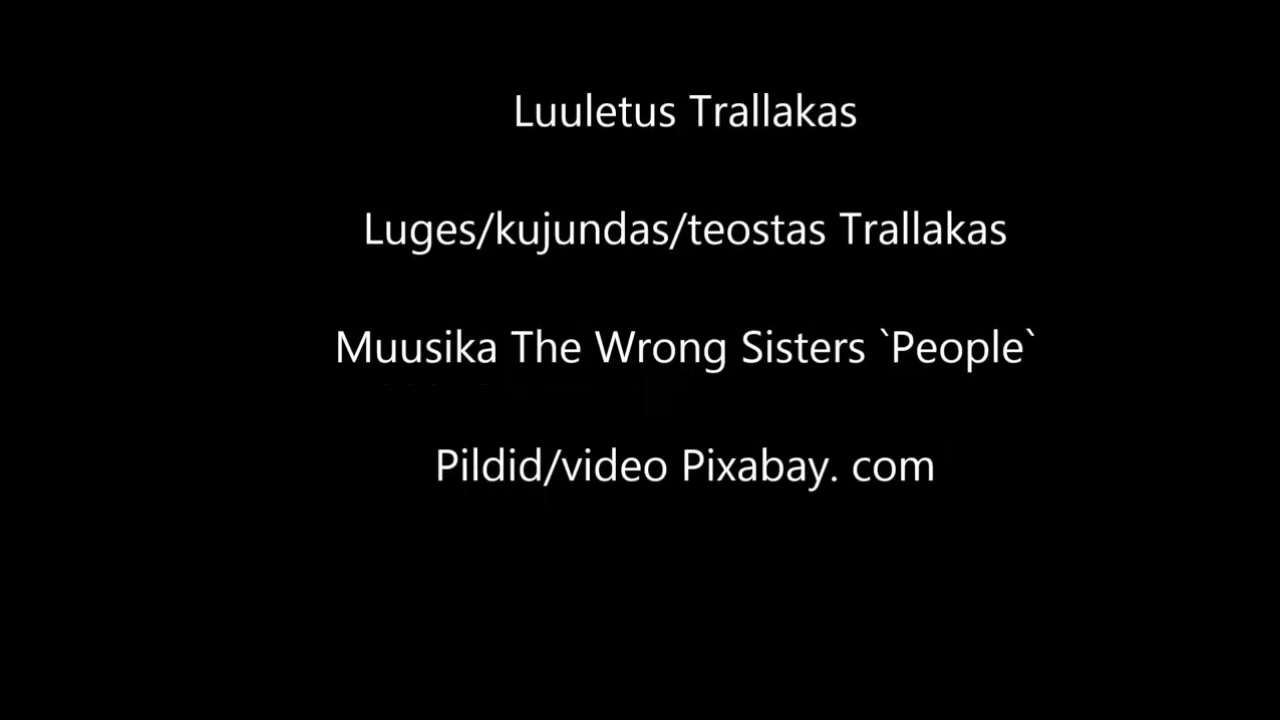 Luuletus Trallakas
Luges/kujundas/teostas Trallakas
Muusika The Wrong Sisters `People`
Pildid/video Pixabay. com